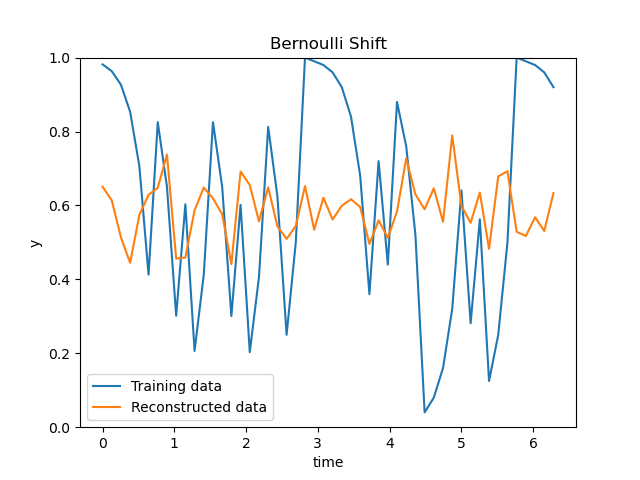 Bernoulli Shift
1.0
0.8
0.6
0.4
0.2
0.0
y
Training data
Reconstructed data
0 1 2 3 4 5 6
time